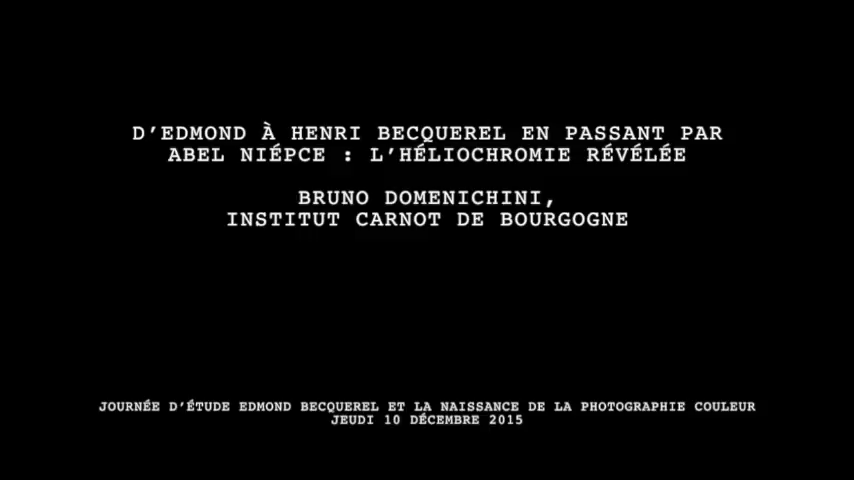 D'EDMOND À HENRI BECQUEREL EN PASSANT PAR
ABEL NIÉPCE : L'HÉLIOCHROMIE RÉVÉLÉE
BRUNO DOMENICHINI,
INSTITUT CARNOT DE BOURGOGNE
JOURNÉE D'ÉTUDE EDMOND BECQUEREL ET LA NAISSANCE DE LA PHOTOGRAPHIE COULEUR
JEUDI 10 DÉCEMBRE 2015